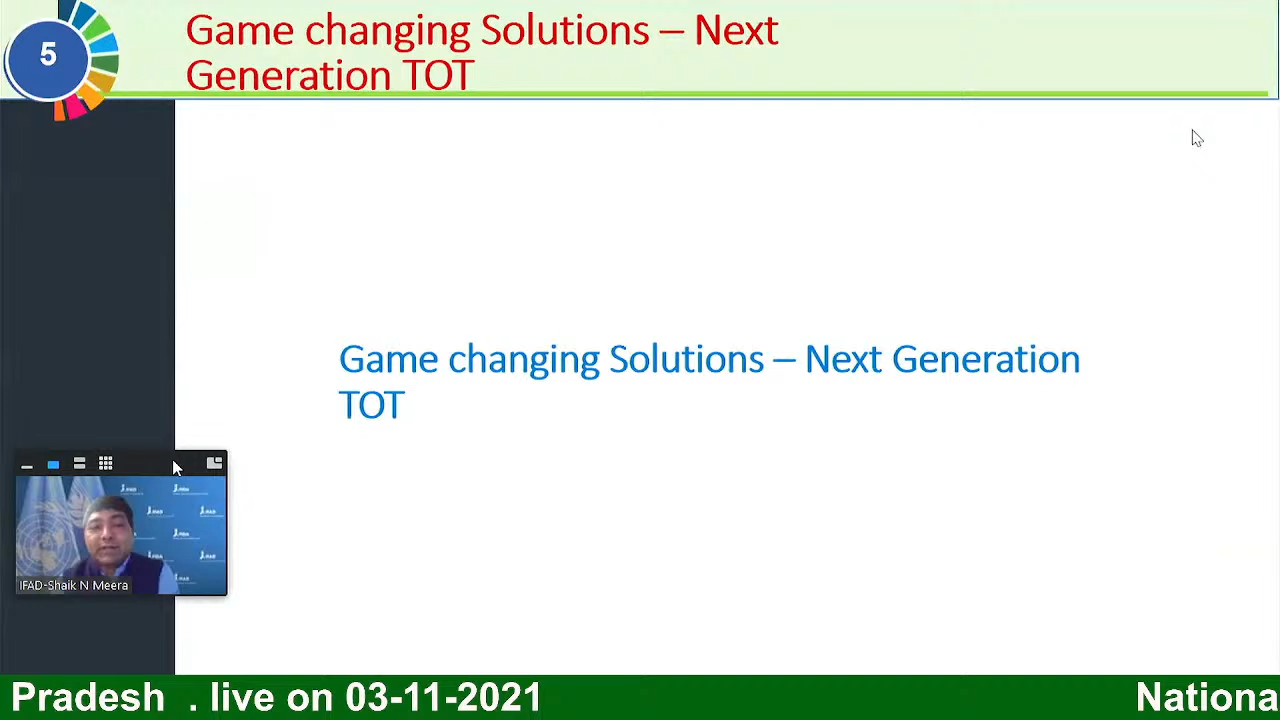 5
Game changing Solutions – Next
Generation TOT
Game changing Solutions – Next Generation
TOT
IFAD-Shaik N Meera
Pradesh . live on 03-11-2021
Nationa